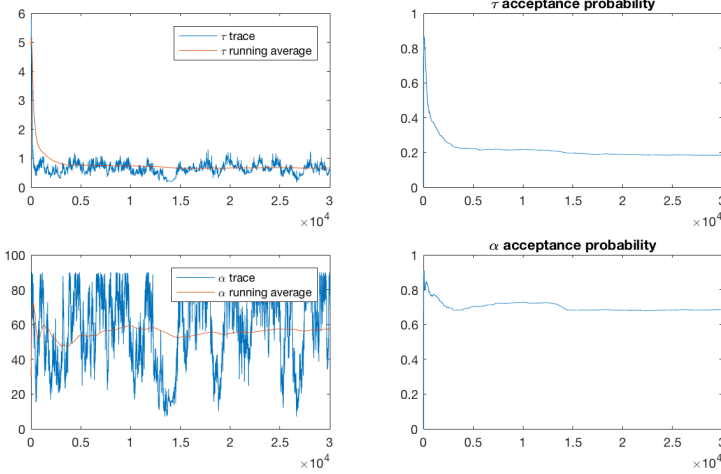 τ acceptance probability
6
5
4
3
2
1
0
τ trace
τ running average
0 0.5 1 1.5 2 2.5 3
×10⁴
1
0.8
0.6
0.4
0.2
0
0 0.5 1 1.5 2 2.5 3
×10⁴
100
80
60
40
20
0
α trace
α running average
0 0.5 1 1.5 2 2.5 3
×10⁴
α acceptance probability
1
0.8
0.6
0.4
0.2
0
0 0.5 1 1.5 2 2.5 3
×10⁴